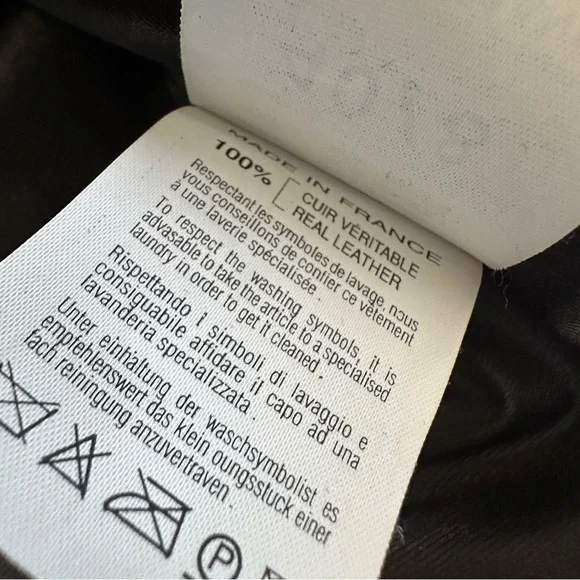 MADE IN FRANCE
100% CUIR VÉRITABLE
REAL LEATHER
Respectant les symboles de lavage, nous
vous conseillons de confier ce vêtement
à une laverie spécialisée.
To respect the washing symbols, it is
advasable to take the article to a specialised
laundry in order to get it cleaned.
Rispettando i simboli di lavaggio e
consiguabile affidare il capo ad una
lavanderia specializzata.
Unter einhaltung der waschsymbolist es
empfehlenswert das klein oungsstuck einer
fach reiningung anzuvertraven.
P